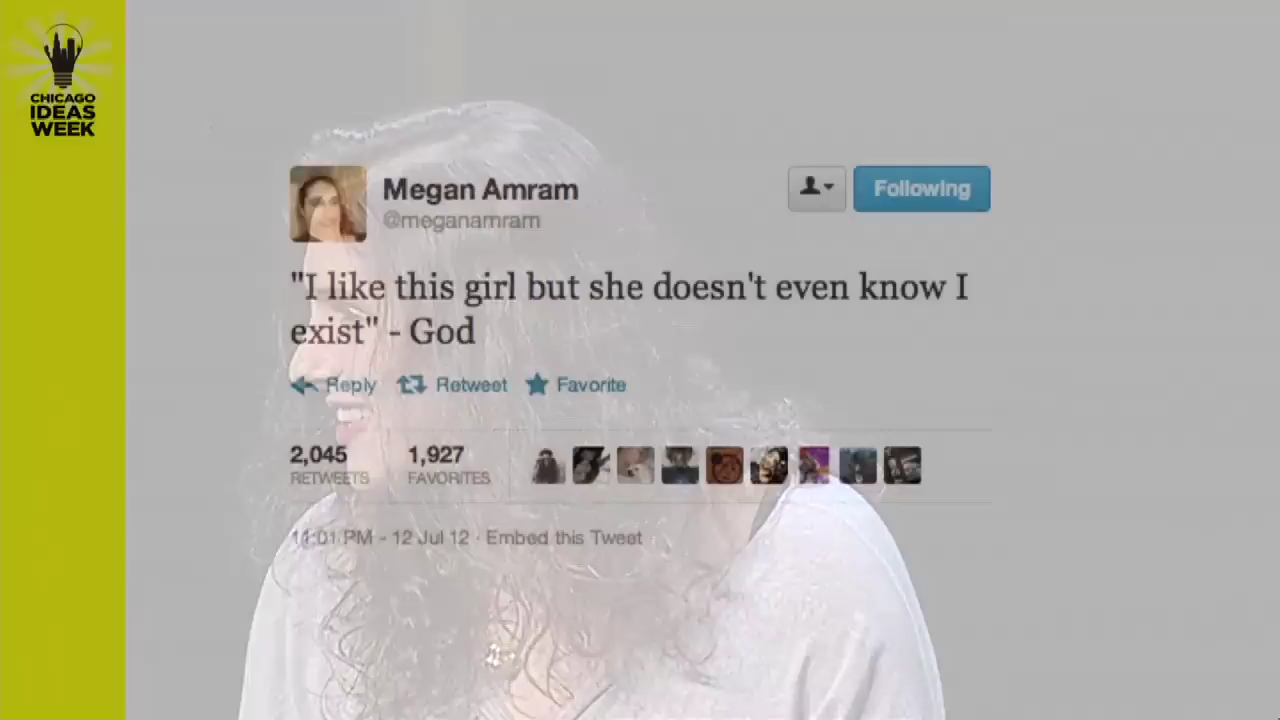 CHICAGO
IDEAS
WEEK
Megan Amram
@meganamram
Following
"I like this girl but she doesn't even know I
exist" - God
Reply Retweet Favorite
2,045 1,927
RETWEETS FAVORITES
11:01 PM - 12 Jul 12 · Embed this Tweet